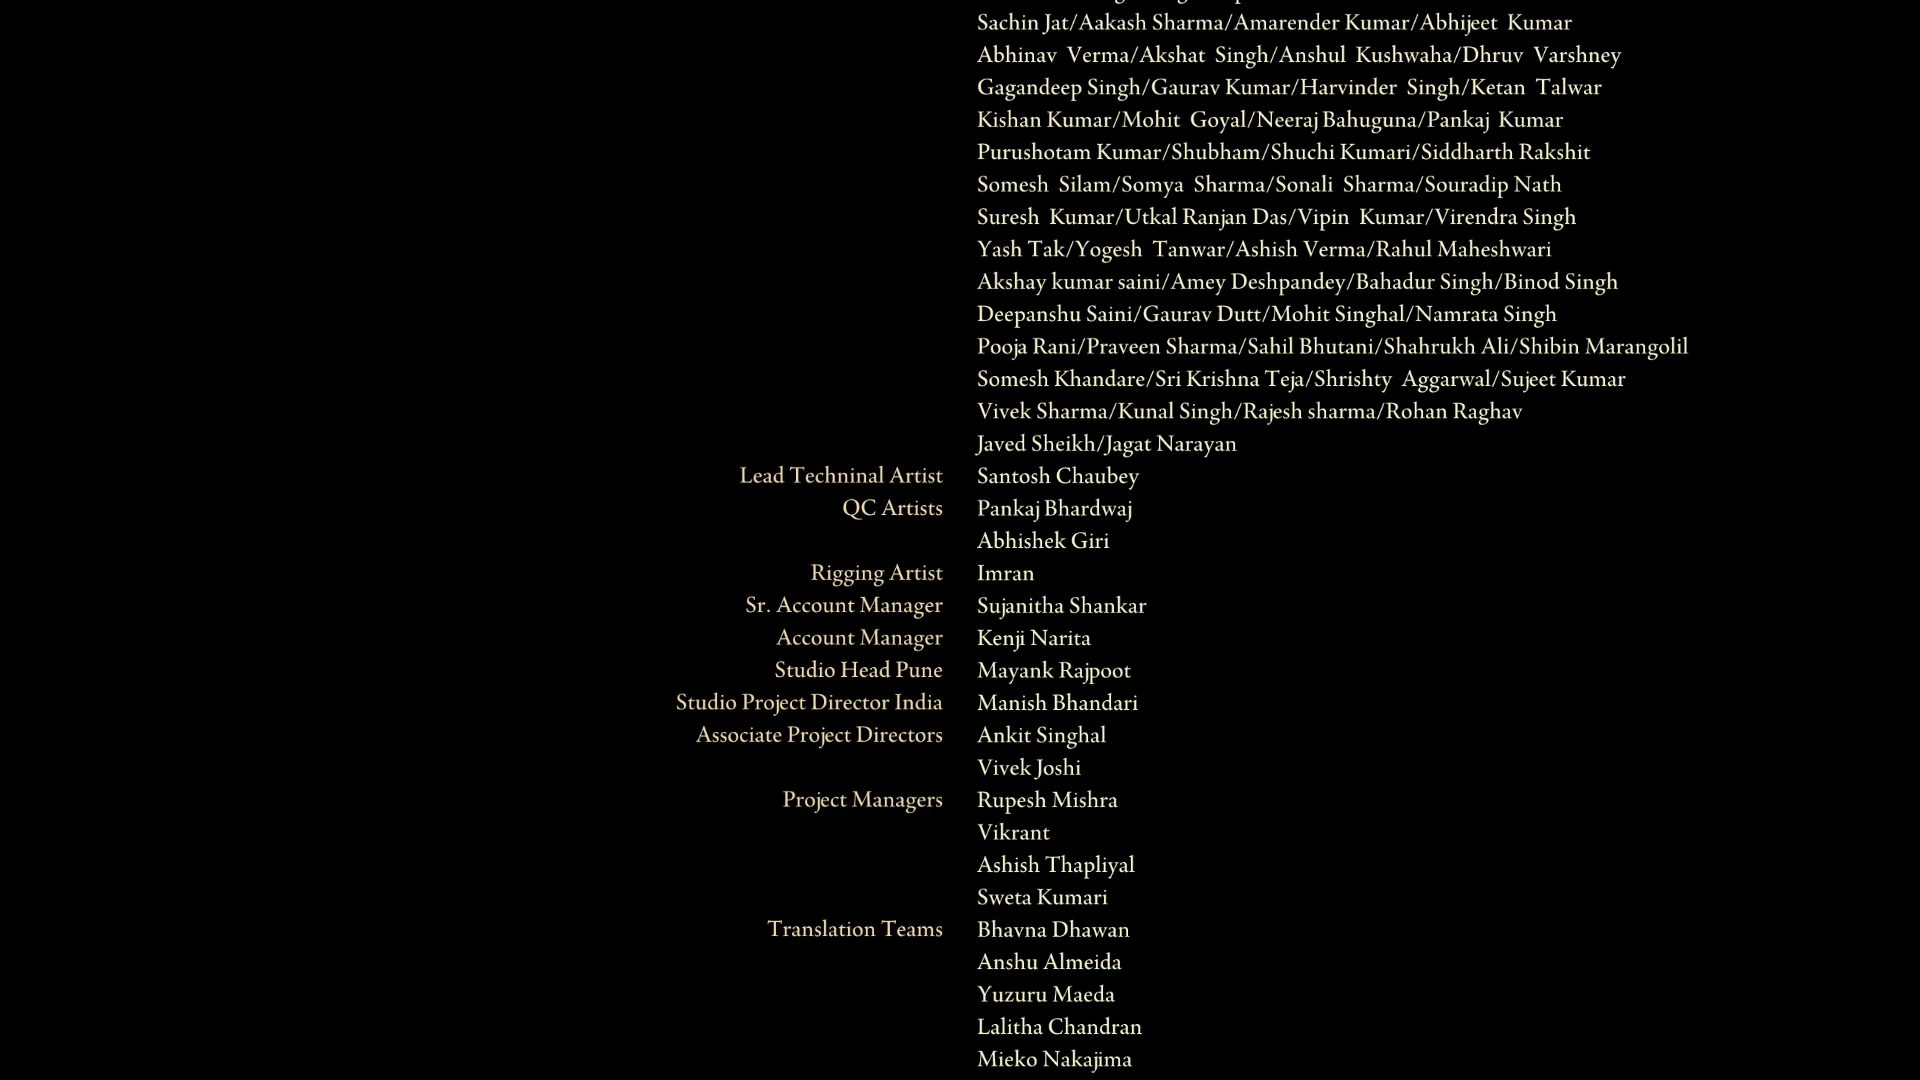 Sachin Jat/Aakash Sharma/Amarender Kumar/Abhijeet Kumar
Abhinav Verma/Akshat Singh/Anshul Kushwaha/Dhruv Varshney
Gagandeep Singh/Gaurav Kumar/Harvinder Singh/Ketan Talwar
Kishan Kumar/Mohit Goyal/Neeraj Bahuguna/Pankaj Kumar
Purushotam Kumar/Shubham/Shuchi Kumari/Siddharth Rakshit
Somesh Silam/Somya Sharma/Sonali Sharma/Souradip Nath
Suresh Kumar/Utkal Ranjan Das/Vipin Kumar/Virendra Singh
Yash Tak/Yogesh Tanwar/Ashish Verma/Rahul Maheshwari
Akshay kumar saini/Amey Deshpandey/Bahadur Singh/Binod Singh
Deepanshu Saini/Gaurav Dutt/Mohit Singhal/Namrata Singh
Pooja Rani/Praveen Sharma/Sahil Bhutani/Shahrukh Ali/Shibin Marangolil
Somesh Khandare/Sri Krishna Teja/Shrishty Aggarwal/Sujeet Kumar
Vivek Sharma/Kunal Singh/Rajesh sharma/Rohan Raghav
Javed Sheikh/Jagat Narayan
Lead Techninal Artist Santosh Chaubey
QC Artists Pankaj Bhardwaj
Abhishek Giri
Rigging Artist Imran
Sr. Account Manager Sujanitha Shankar
Account Manager Kenji Narita
Studio Head Pune Mayank Rajpoot
Studio Project Director India Manish Bhandari
Associate Project Directors Ankit Singhal
Vivek Joshi
Project Managers Rupesh Mishra
Vikrant
Ashish Thapliyal
Sweta Kumari
Translation Teams Bhavna Dhawan
Anshu Almeida
Yuzuru Maeda
Lalitha Chandran
Mieko Nakajima